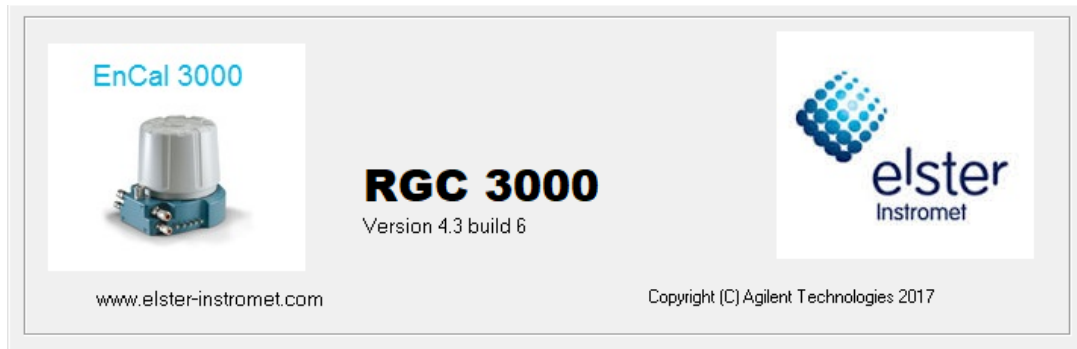 EnCal 3000
RGC 3000
Version 4.3 build 6
elster
Instromet
www.elster-instromet.com
Copyright (C) Agilent Technologies 2017